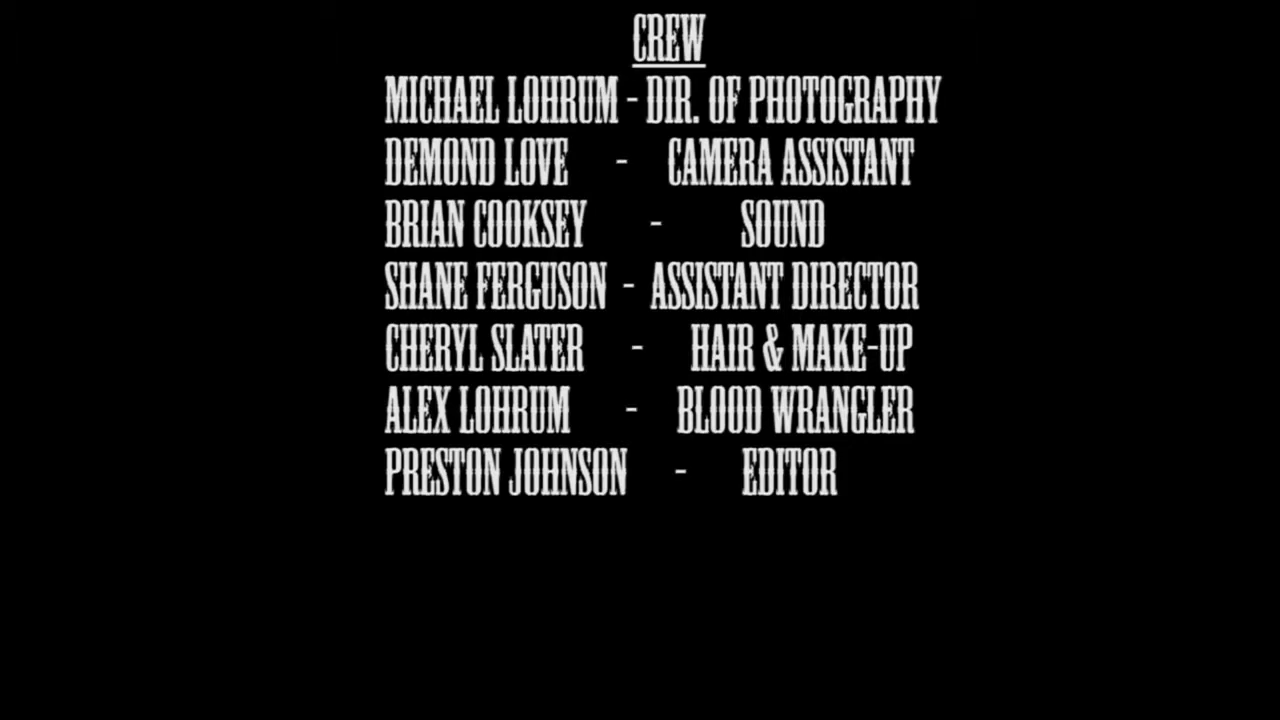 CREW
MICHAEL LOHRUM - DIR. OF PHOTOGRAPHY
DEMOND LOVE - CAMERA ASSISTANT
BRIAN COOKSEY - SOUND
SHANE FERGUSON - ASSISTANT DIRECTOR
CHERYL SLATER - HAIR & MAKE-UP
ALEX LOHRUM - BLOOD WRANGLER
PRESTON JOHNSON - EDITOR